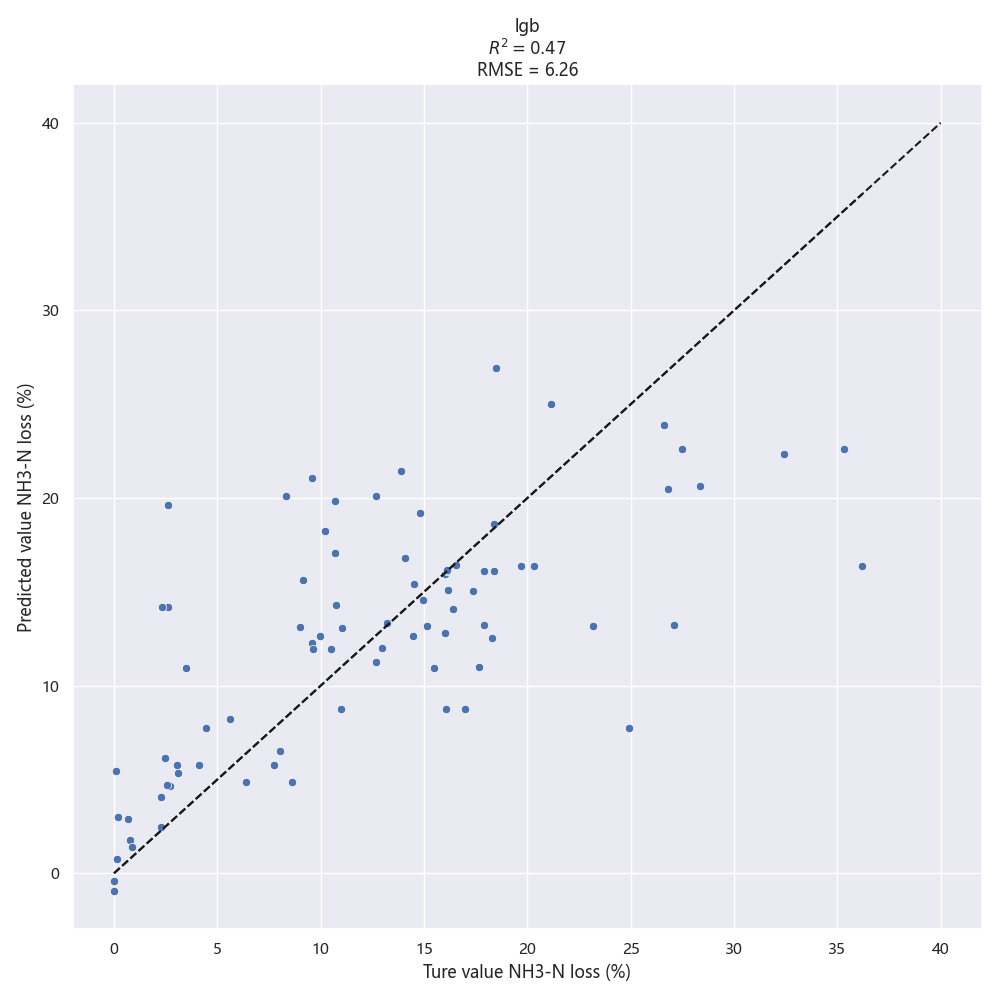 lgb
R² = 0.47
RMSE = 6.26
40
30
20
10
0
Predicted value NH3-N loss (%)
0 5 10 15 20 25 30 35 40
Ture value NH3-N loss (%)